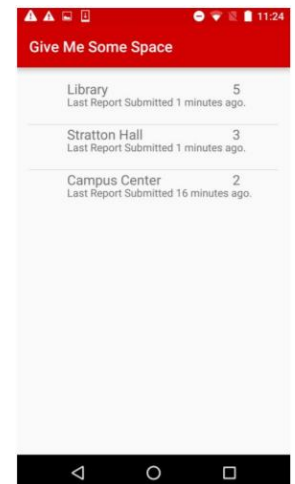 11:24
Give Me Some Space
Library 5
Last Report Submitted 1 minutes ago.
Stratton Hall 3
Last Report Submitted 1 minutes ago.
Campus Center 2
Last Report Submitted 16 minutes ago.